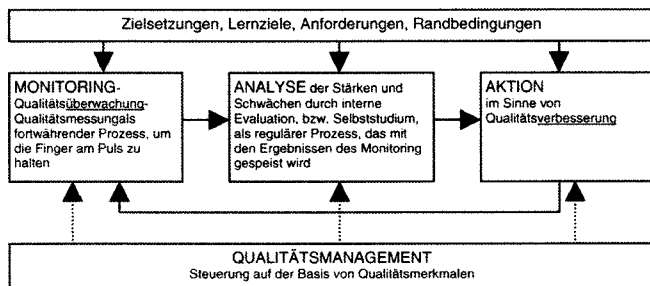 Zielsetzungen, Lernziele, Anforderungen, Randbedingungen
MONITORING-
Qualitätsüberwachung-
Qualitätsmessungals
fortwährender Prozess, um
die Finger am Puls zu
halten
ANALYSE der Stärken und
Schwächen durch interne
Evaluation, bzw. Selbststudium,
als regulärer Prozess, das mit
den Ergebnissen des Monitoring
gespeist wird
AKTION
im Sinne von
Qualitätsverbesserung
QUALITÄTSMANAGEMENT
Steuerung auf der Basis von Qualitätsmerkmalen